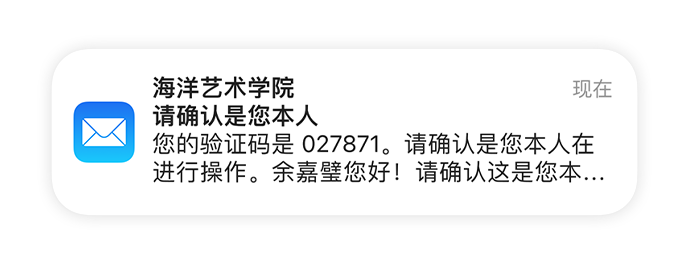 海洋艺术学院
现在
请确认是您本人
您的验证码是 027871。请确认是您本人在
进行操作。余嘉璧您好！请确认这是您本…